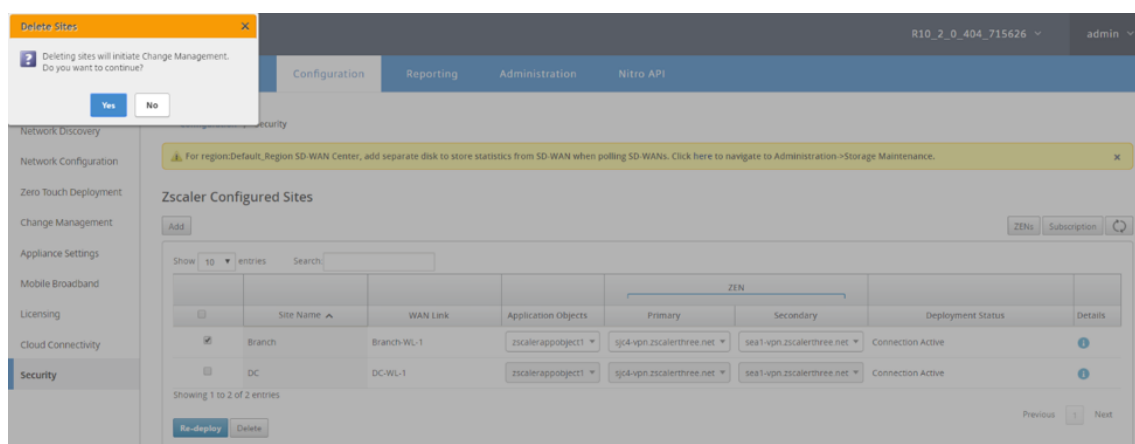 Delete Sites
Deleting sites will initiate Change Management.
Do you want to continue?
Yes No
R10_2_0_404_715626 admin
Configuration Reporting Administration Nitro API
Network Discovery
Network Configuration
Zero Touch Deployment
Change Management
Appliance Settings
Mobile Broadband
Licensing
Cloud Connectivity
Security
For region:Default_Region SD-WAN Center, add separate disk to store statistics from SD-WAN when polling SD-WANs. Click here to navigate to Administration->Storage Maintenance.
Zscaler Configured Sites
Add ZENs Subscription
Show 10 entries Search:
ZEN
Site Name WAN Link Application Objects Primary Secondary Deployment Status Details
Branch Branch-WL-1 zscalerappobject1 sjc4-vpn.zscalerthree.net sea1-vpn.zscalerthree.net Connection Active
DC DC-WL-1 zscalerappobject1 sjc4-vpn.zscalerthree.net sea1-vpn.zscalerthree.net Connection Active
Showing 1 to 2 of 2 entries
Previous 1 Next
Re-deploy Delete